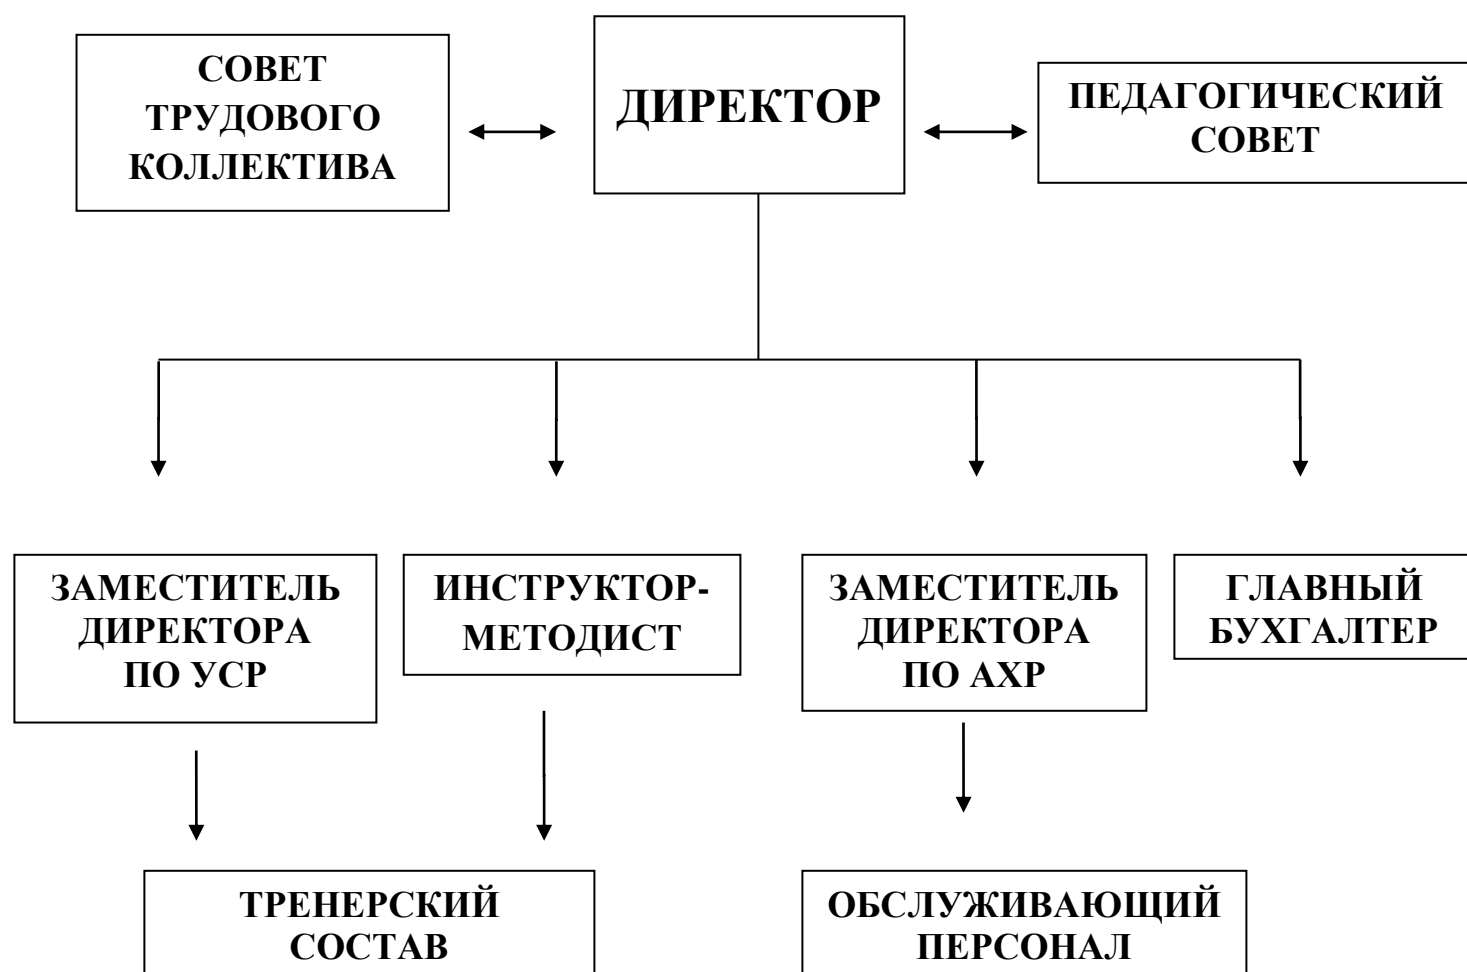 СОВЕТ
ТРУДОВОГО
КОЛЛЕКТИВА
ДИРЕКТОР
ПЕДАГОГИЧЕСКИЙ
СОВЕТ
ЗАМЕСТИТЕЛЬ
ДИРЕКТОРА
ПО УСР
ИНСТРУКТОР-
МЕТОДИСТ
ЗАМЕСТИТЕЛЬ
ДИРЕКТОРА
ПО АХР
ГЛАВНЫЙ
БУХГАЛТЕР
ТРЕНЕРСКИЙ
СОСТАВ
ОБСЛУЖИВАЮЩИЙ
ПЕРСОНАЛ